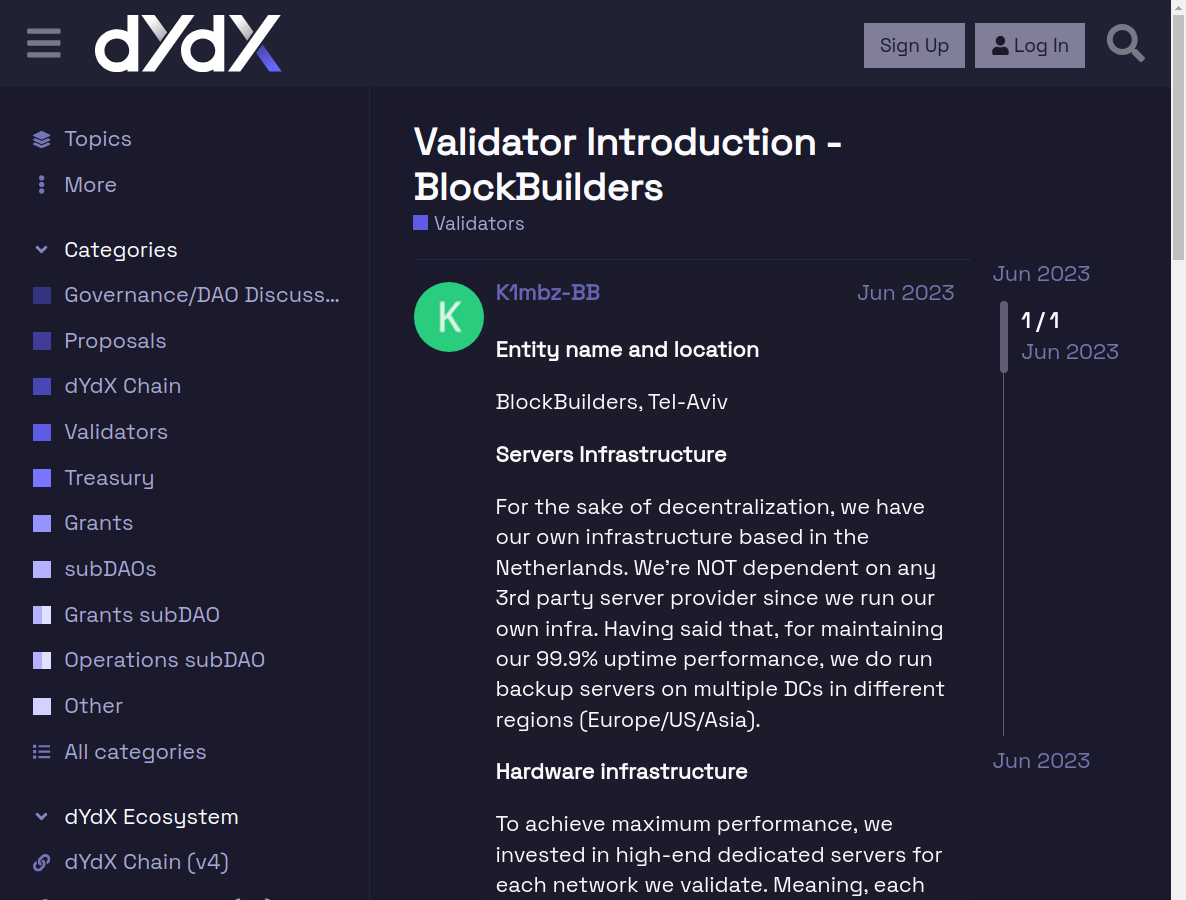 dYdX
Sign Up
Log In
Topics
More
Categories
Governance/DAO Discuss...
Proposals
dYdX Chain
Validators
Treasury
Grants
subDAOs
Grants subDAO
Operations subDAO
Other
All categories
dYdX Ecosystem
dYdX Chain (v4)
Validator Introduction -
BlockBuilders
Validators
K
K1mbz-BB
Jun 2023
Entity name and location
BlockBuilders, Tel-Aviv
Servers Infrastructure
For the sake of decentralization, we have
our own infrastructure based in the
Netherlands. We're NOT dependent on any
3rd party server provider since we run our
own infra. Having said that, for maintaining
our 99.9% uptime performance, we do run
backup servers on multiple DCs in different
regions (Europe/US/Asia).
Hardware infrastructure
To achieve maximum performance, we
invested in high-end dedicated servers for
each network we validate. Meaning, each
Jun 2023
1 / 1
Jun 2023
Jun 2023